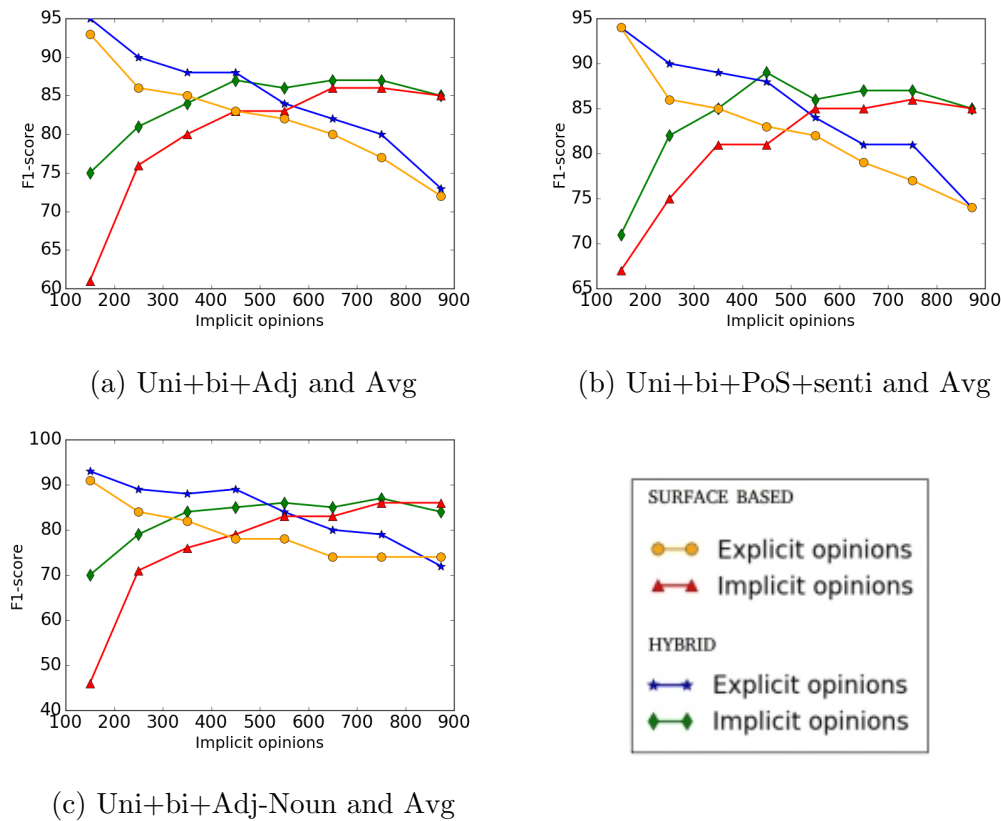 95
90
85
80
75
70
65
60
F1-score
100 200 300 400 500 600 700 800 900
Implicit opinions
(a) Uni+bi+Adj and Avg
95
90
85
80
75
70
65
F1-score
100 200 300 400 500 600 700 800 900
Implicit opinions
(b) Uni+bi+PoS+senti and Avg
100
90
80
70
60
50
40
F1-score
100 200 300 400 500 600 700 800 900
Implicit opinions
(c) Uni+bi+Adj-Noun and Avg
SURFACE BASED
Explicit opinions
Implicit opinions
HYBRID
Explicit opinions
Implicit opinions